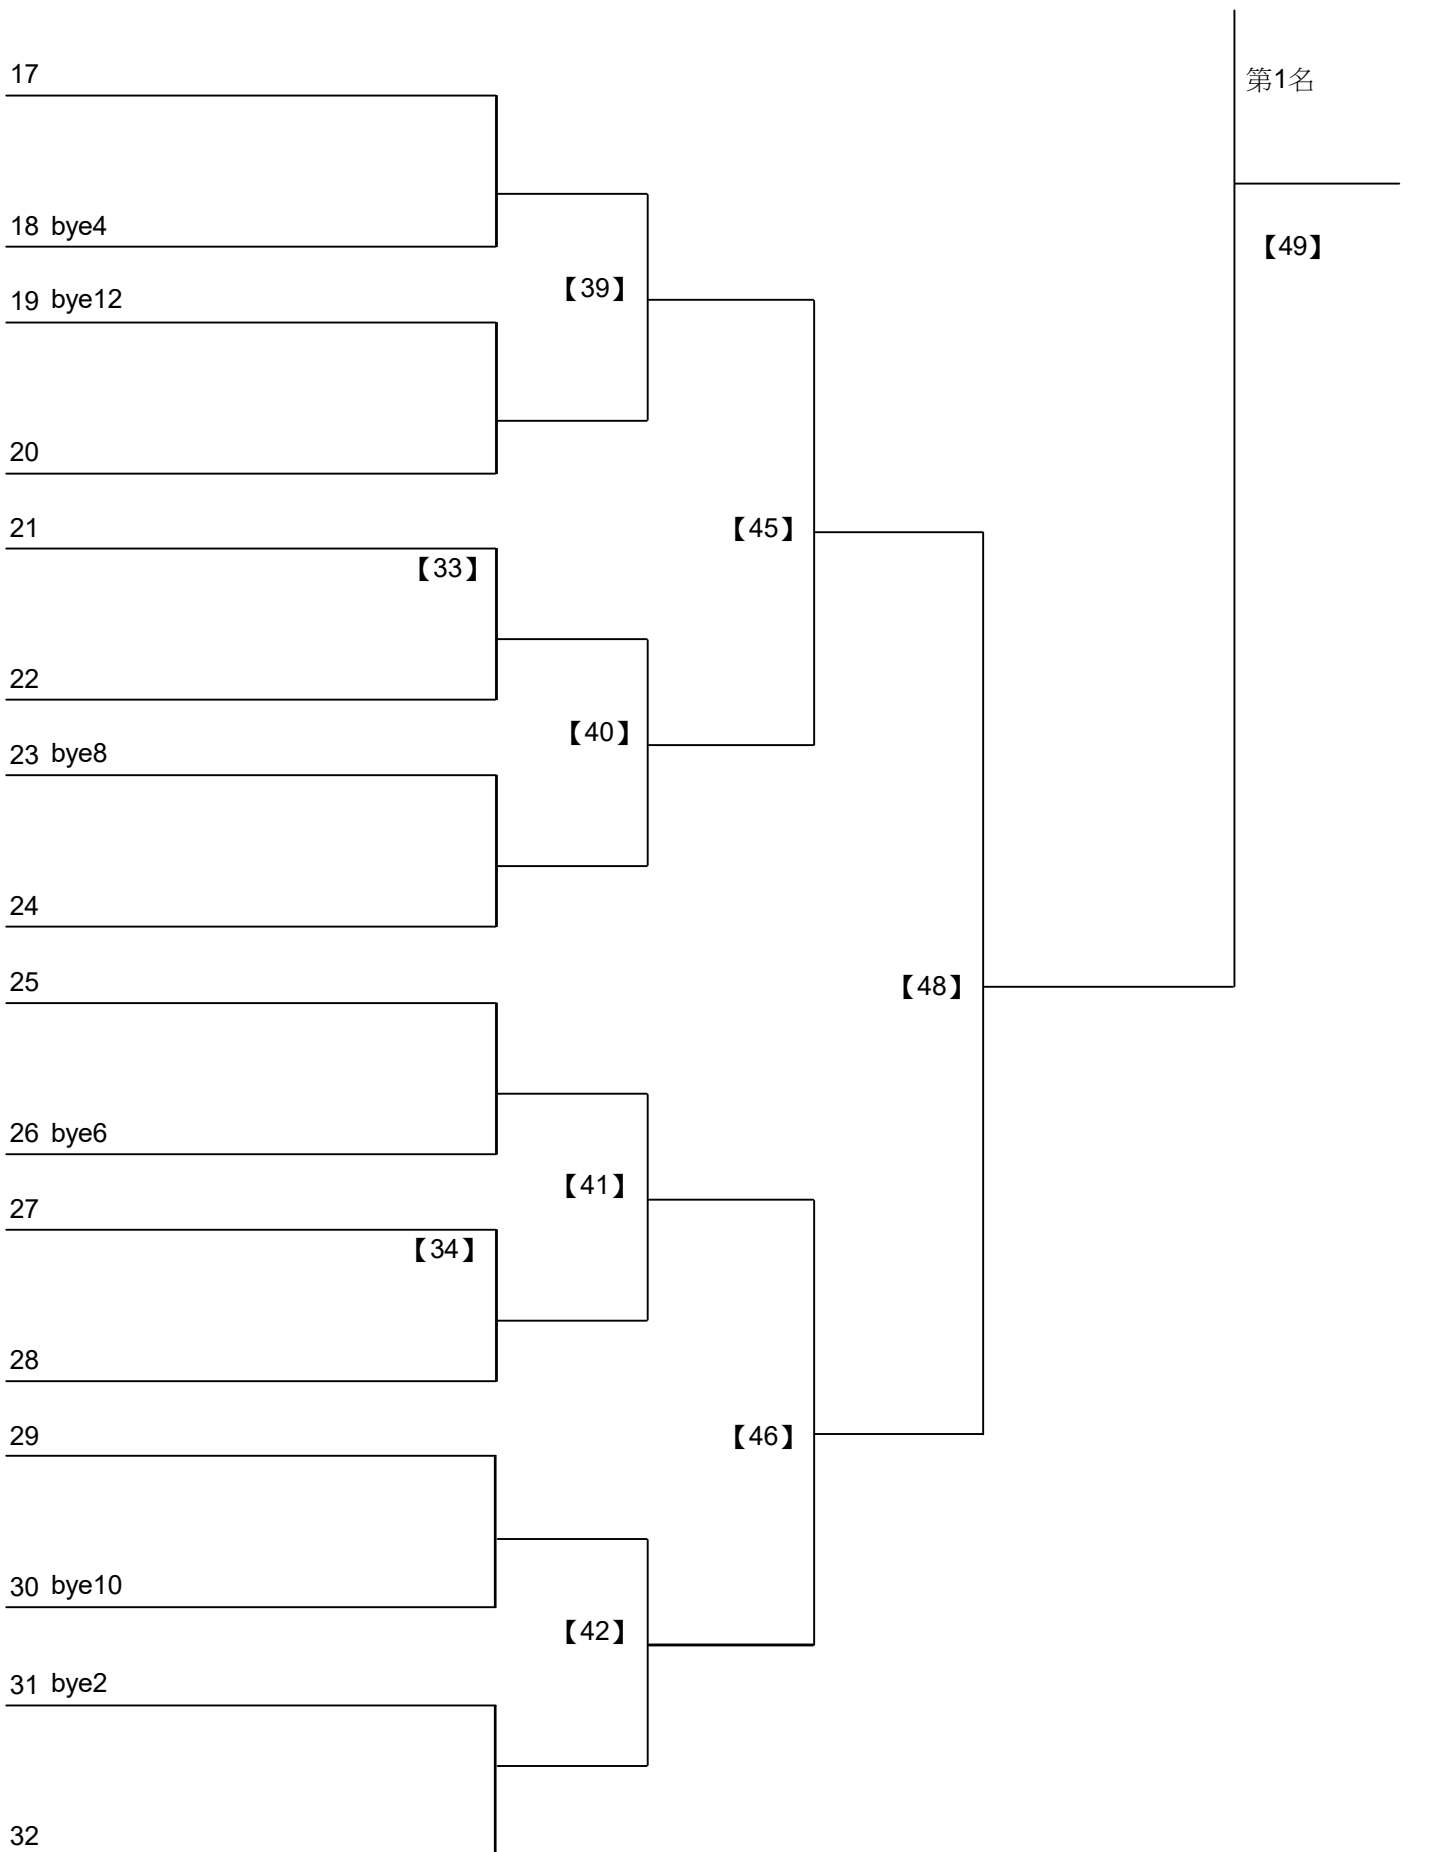 17
第1名
18 bye4
【49】
19 bye12
【39】
20
21
【45】
【33】
22
【40】
23 bye8
24
25
【48】
26 bye6
【41】
27
【34】
28
29
【46】
30 bye10
【42】
31 bye2
32